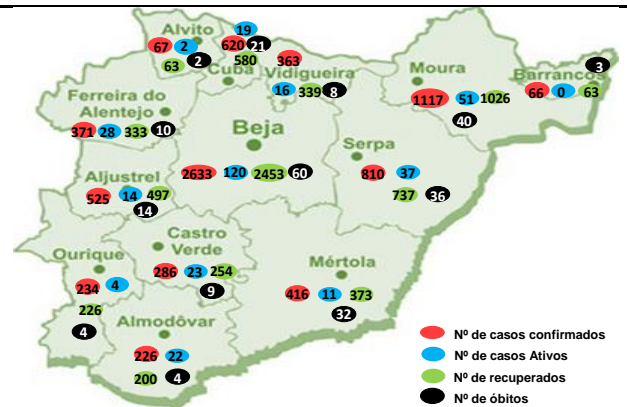 19
Alvito
67 2
620 21
63 2
580
Cuba
363
Vidigueira
16 339 8
Moura
1117 51 1026
40
3
Barrancos
66 0 63
Ferreira do
Alentejo
371 28 333 10
Beja
2633 120 2453 60
Serpa
810 37
737 36
Aljustrel
525 14 497
14
Castro
Verde
286 23 254
9
Ourique
234 4
226
4
Mértola
416 11 373
32
Almodôvar
226 22
200 4
Nº de casos confirmados
Nº de casos Ativos
Nº de recuperados
Nº de óbitos